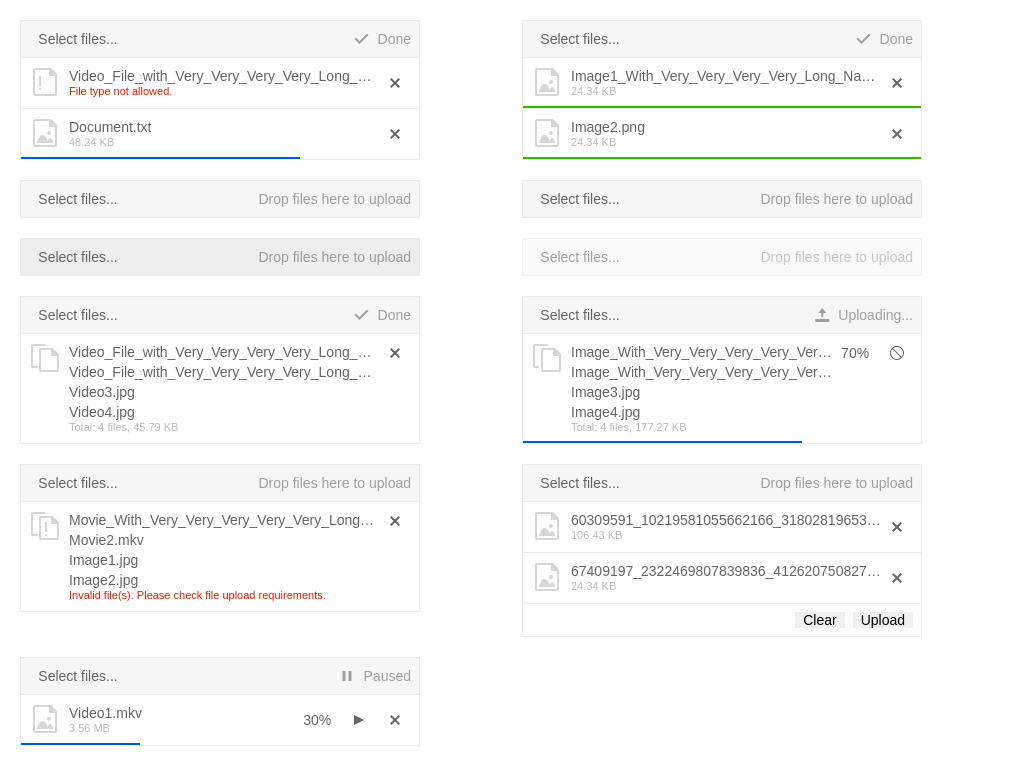 Select files...
Done
Video_File_with_Very_Very_Very_Very_Long_...
File type not allowed.
Document.txt
48.24 KB
Select files...
Done
Image1_With_Very_Very_Very_Very_Long_Na...
24.34 KB
Image2.png
24.34 KB
Select files...
Drop files here to upload
Select files...
Drop files here to upload
Select files...
Drop files here to upload
Select files...
Drop files here to upload
Select files...
Done
Video_File_with_Very_Very_Very_Very_Long_...
Video_File_with_Very_Very_Very_Very_Long_...
Video3.jpg
Video4.jpg
Total: 4 files, 45.79 KB
Select files...
Uploading...
Image_With_Very_Very_Very_Very_Ver...
70%
Image_With_Very_Very_Very_Very_Ver...
Image3.jpg
Image4.jpg
Total: 4 files, 177.27 KB
Select files...
Drop files here to upload
Movie_With_Very_Very_Very_Very_Very_Long...
Movie2.mkv
Image1.jpg
Image2.jpg
Invalid file(s). Please check file upload requirements.
Select files...
Drop files here to upload
60309591_10219581055662166_31802819653...
106.43 KB
67409197_2322469807839836_412620750827...
24.34 KB
Clear
Upload
Select files...
Paused
Video1.mkv
3.56 MB
30%